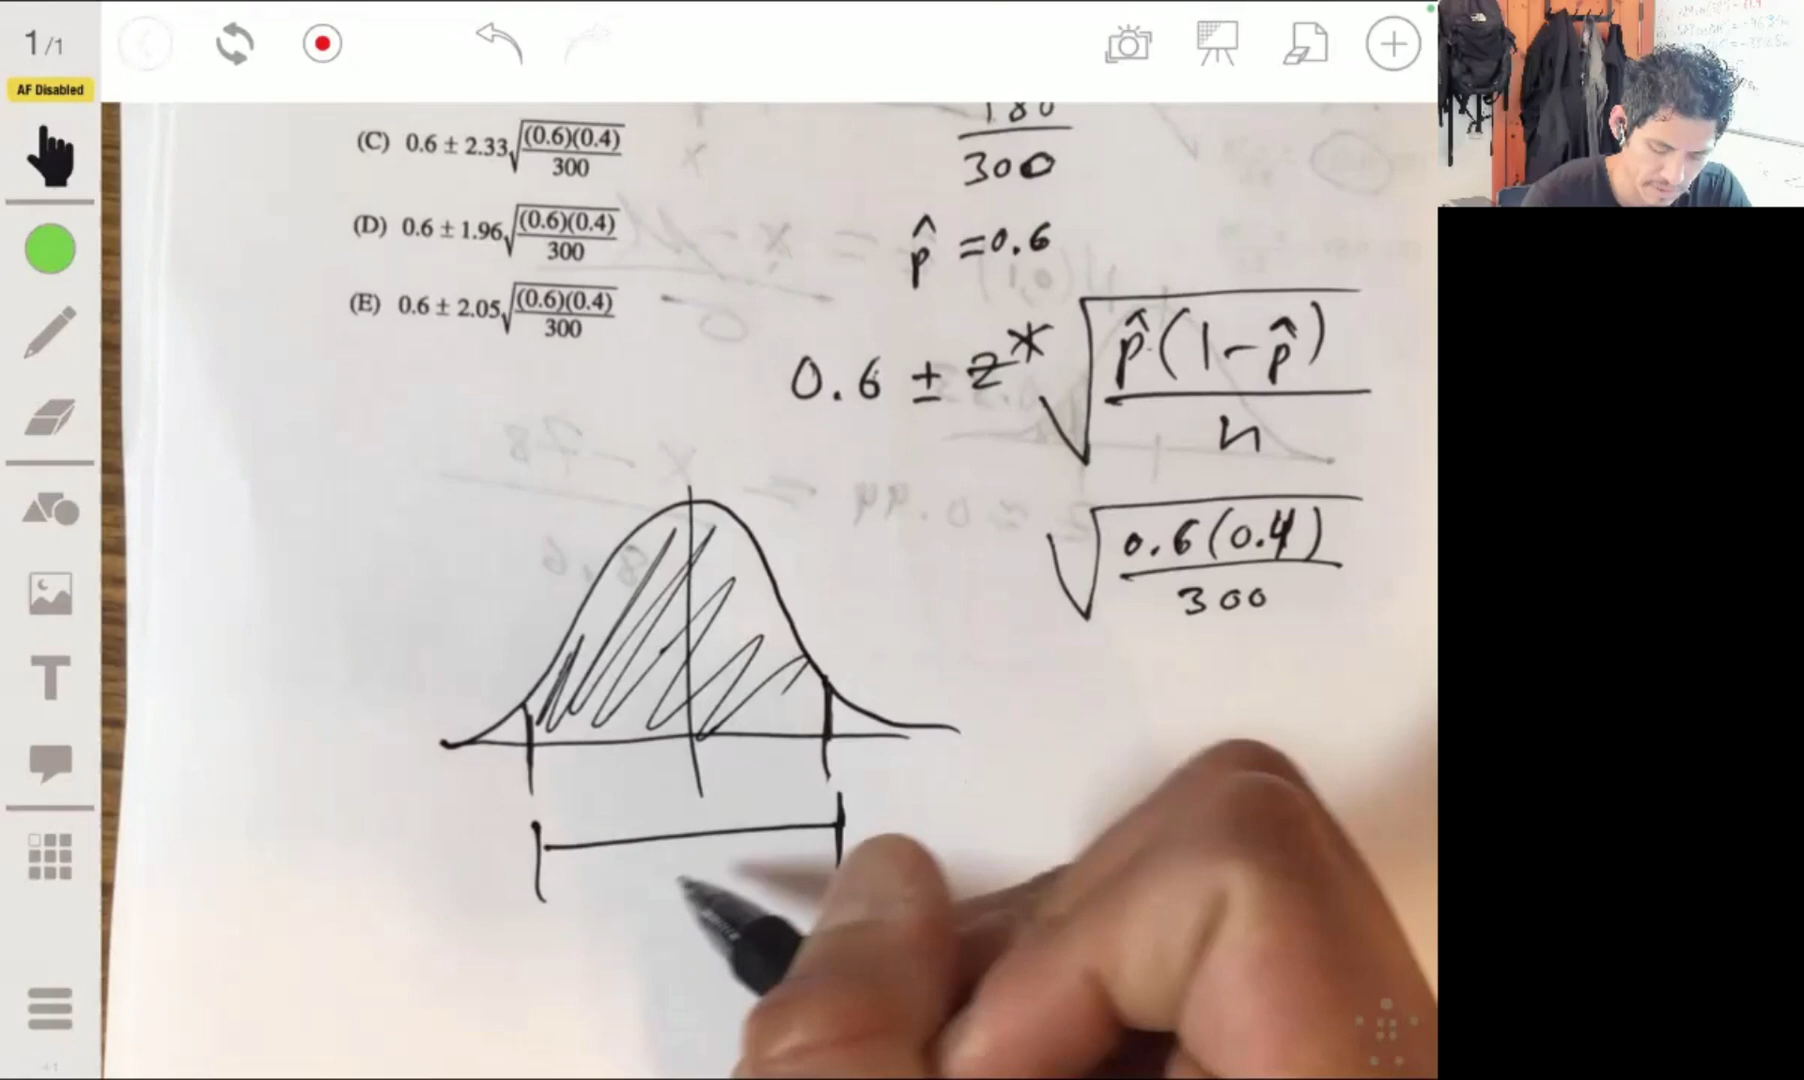 1/1
AF Disabled
(C) 0.6 ± 2.33√((0.6)(0.4)/300)
(D) 0.6 ± 1.96√((0.6)(0.4)/300)
(E) 0.6 ± 2.05√((0.6)(0.4)/300)
180
300
p̂ = 0.6
0.6 ± z* √(p̂(1-p̂)/n)
√(0.6(0.4)/300)
T